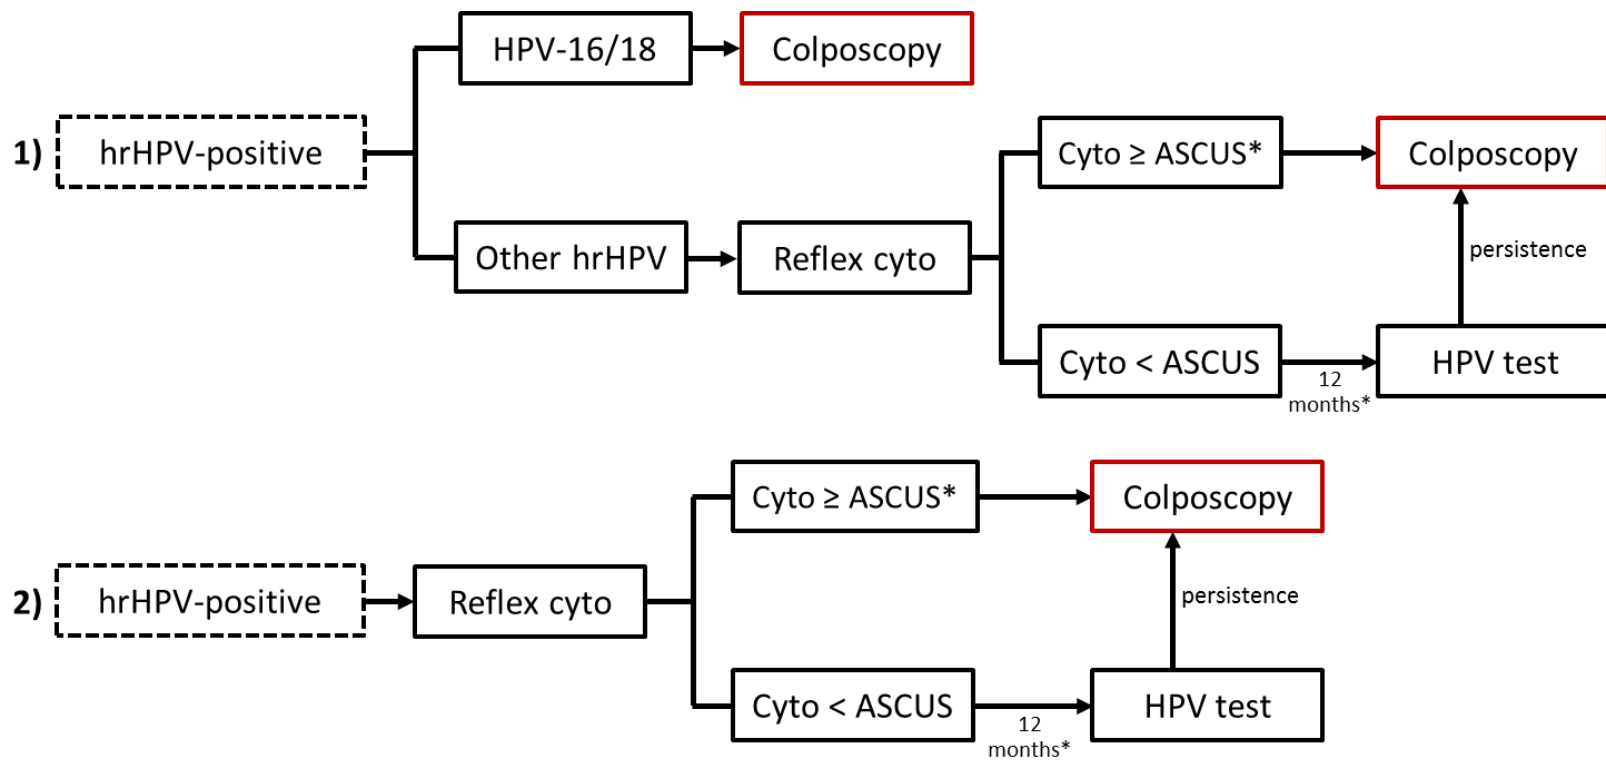 HPV-16/18
Colposcopy
1)
hrHPV-positive
Cyto ≥ ASCUS*
Colposcopy
Other hrHPV
Reflex cyto
persistence
Cyto < ASCUS
12
months*
HPV test
Cyto ≥ ASCUS*
Colposcopy
2)
hrHPV-positive
Reflex cyto
persistence
Cyto < ASCUS
12
months*
HPV test